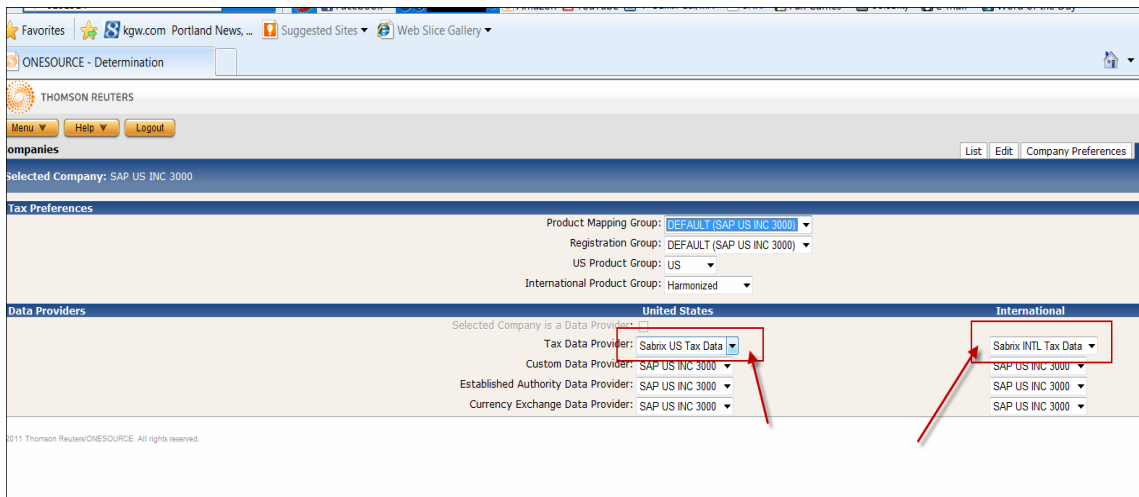 Favorites kgw.com Portland News, ... Suggested Sites ▼ Web Slice Gallery ▼
ONESOURCE - Determination
THOMSON REUTERS
Menu ▼ Help ▼ Logout
ompanies List Edit Company Preferences
Selected Company: SAP US INC 3000
Tax Preferences
Product Mapping Group: DEFAULT (SAP US INC 3000) ▼
Registration Group: DEFAULT (SAP US INC 3000) ▼
US Product Group: US ▼
International Product Group: Harmonized ▼
Data Providers United States International
Selected Company is a Data Provider:
Tax Data Provider: Sabrix US Tax Data ▼ Sabrix INTL Tax Data ▼
Custom Data Provider: SAP US INC 3000 ▼ SAP US INC 3000 ▼
Established Authority Data Provider: SAP US INC 3000 ▼ SAP US INC 3000 ▼
Currency Exchange Data Provider: SAP US INC 3000 ▼ SAP US INC 3000 ▼
2011 Thomson Reuters/ONESOURCE. All rights reserved.